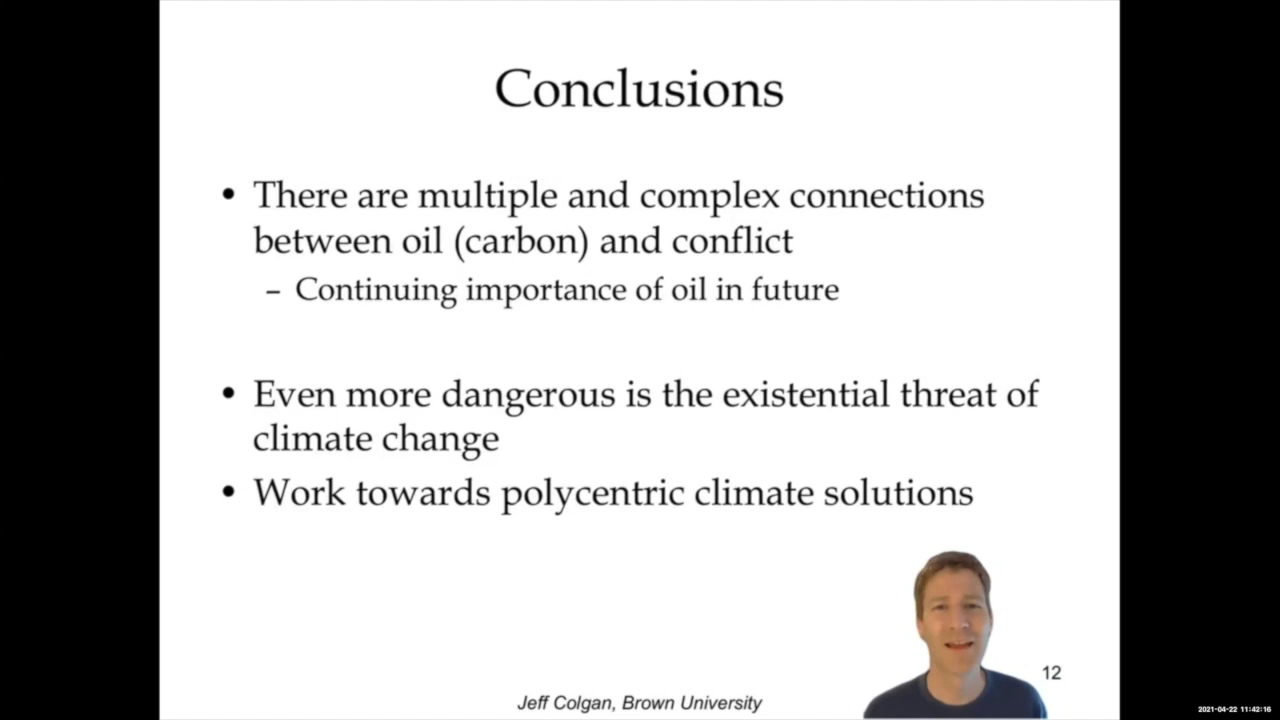 Conclusions
• There are multiple and complex connections
between oil (carbon) and conflict
– Continuing importance of oil in future
• Even more dangerous is the existential threat of
climate change
• Work towards polycentric climate solutions
12
Jeff Colgan, Brown University
2021-04-22 11:42:16